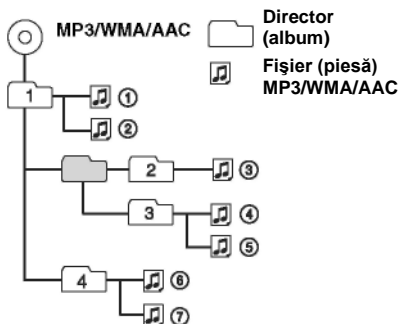 MP3/WMA/AAC
Director
(album)
Fişier (piesă)
MP3/WMA/AAC
1
①
②
2
③
3
④
⑤
4
⑥
⑦